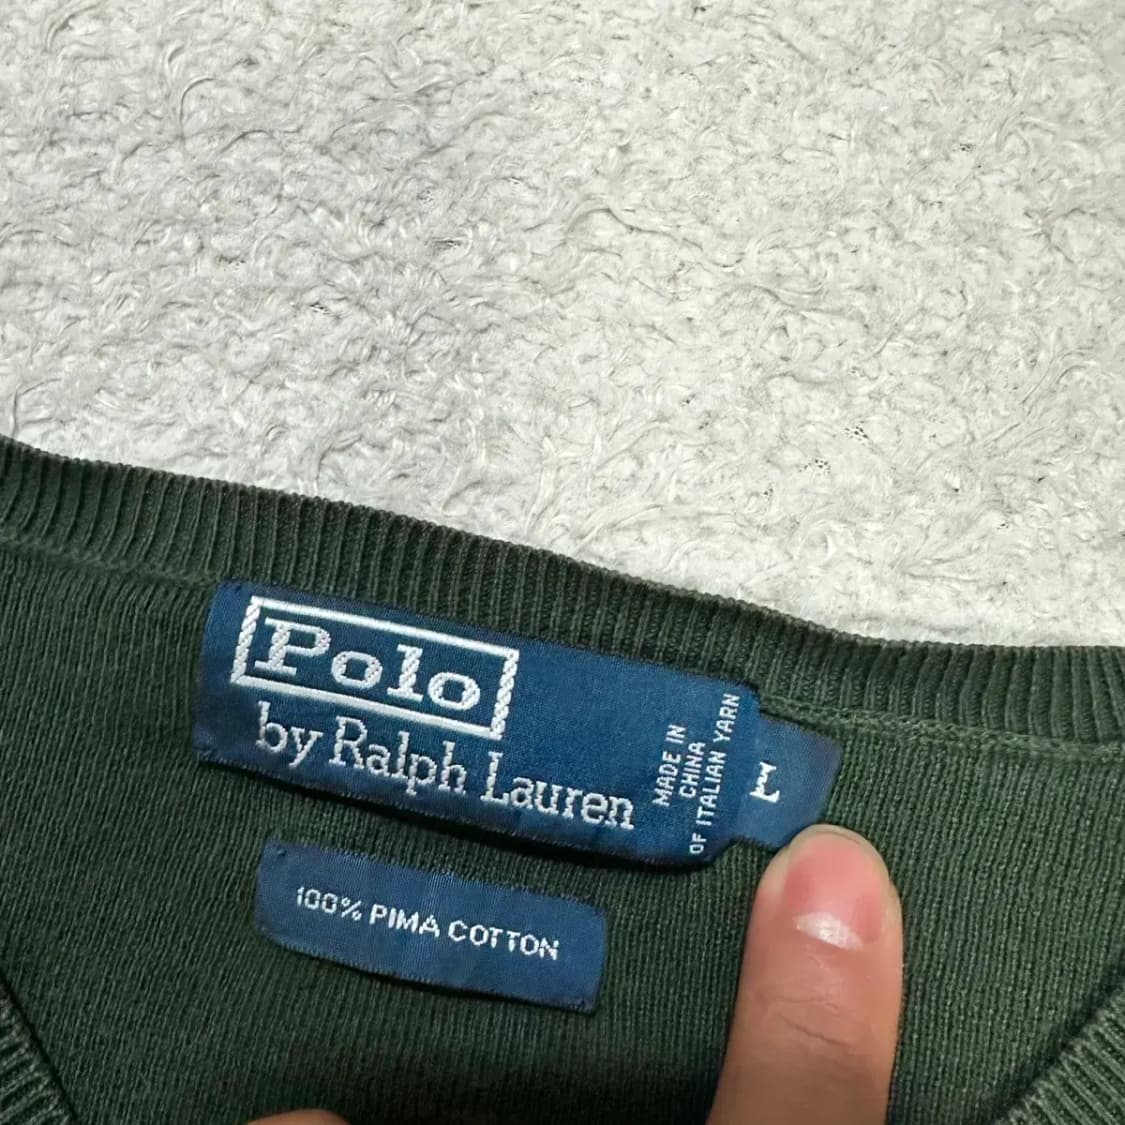 Polo
by Ralph Lauren
MADE IN
CHINA
OF ITALIAN YARN
L
100% PIMA COTTON